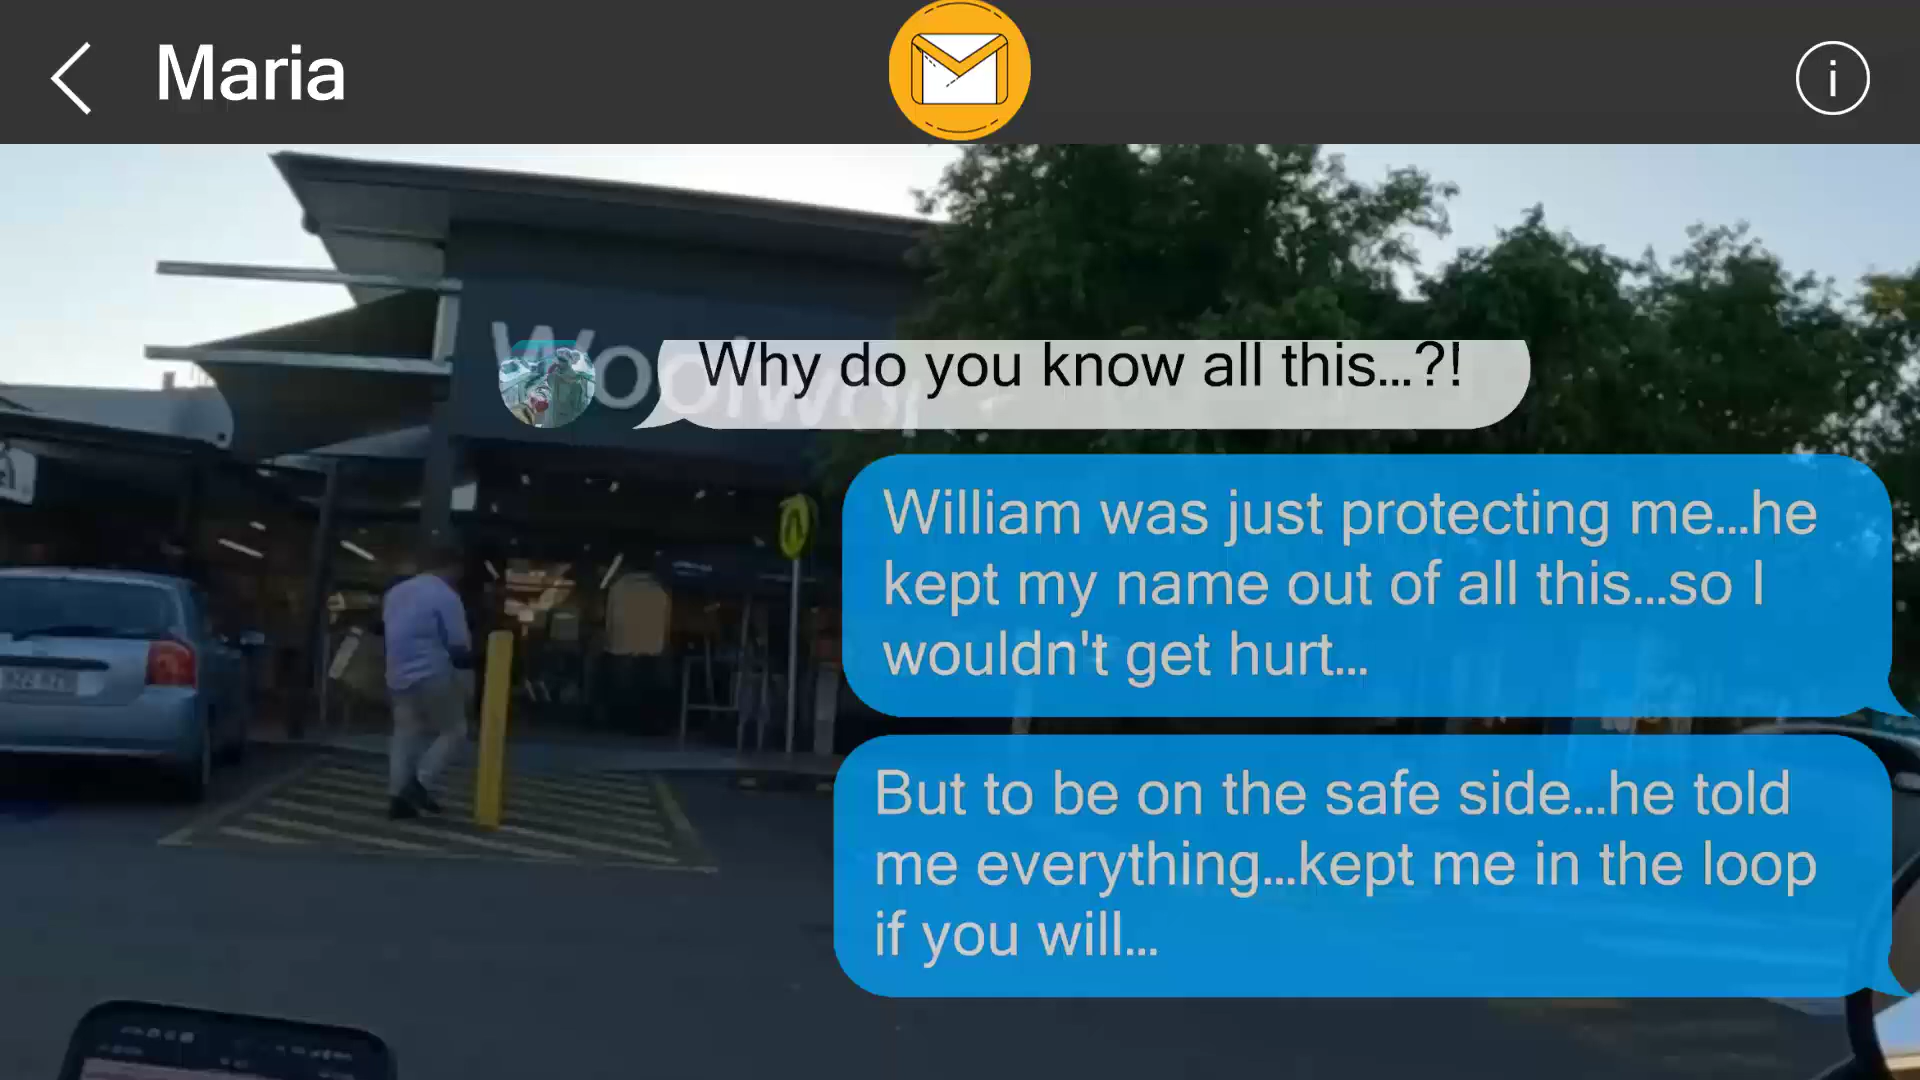 Maria
i
Woolwor
Why do you know all this...?!
William was just protecting me...he
kept my name out of all this...so I
wouldn't get hurt...
But to be on the safe side...he told
me everything...kept me in the loop
if you will...